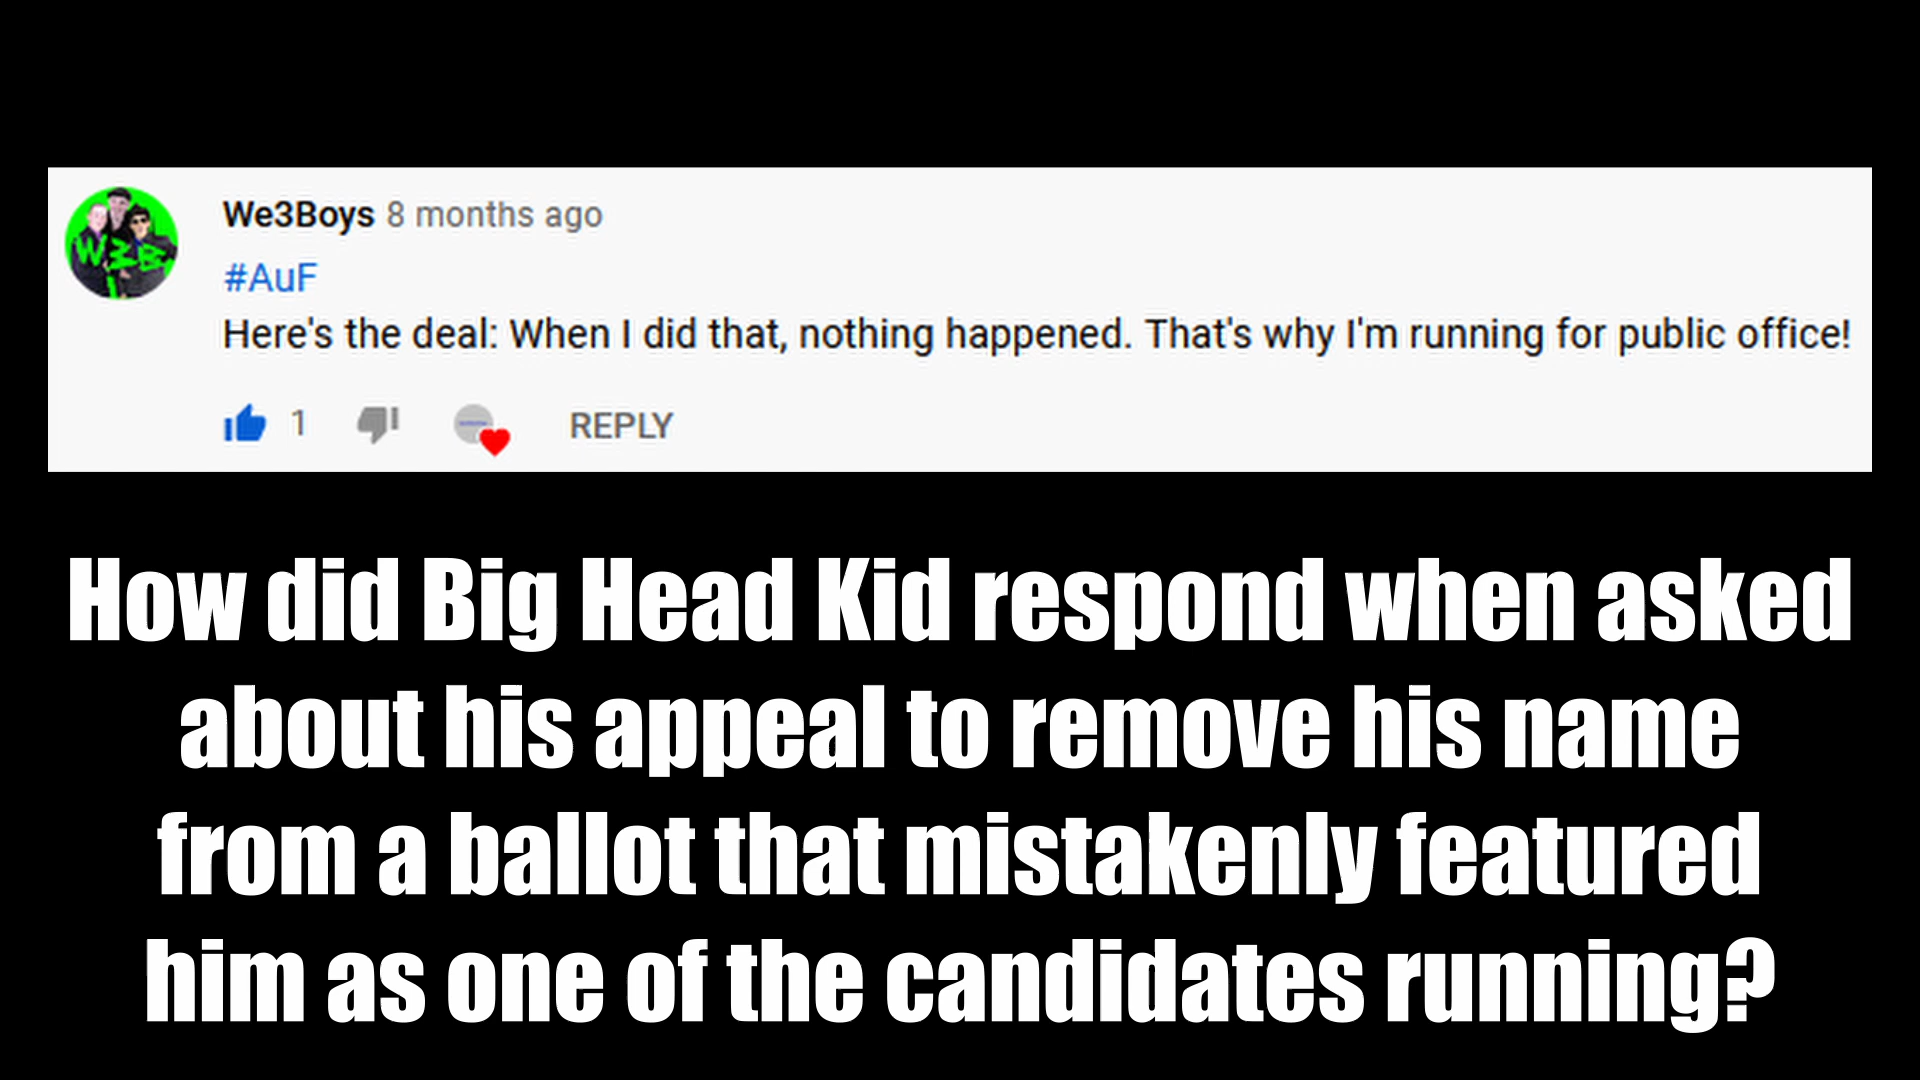 W3B
We3Boys 8 months ago
#AuF
Here's the deal: When I did that, nothing happened. That's why I'm running for public office!
1 REPLY
How did Big Head Kid respond when asked
about his appeal to remove his name
from a ballot that mistakenly featured
him as one of the candidates running?